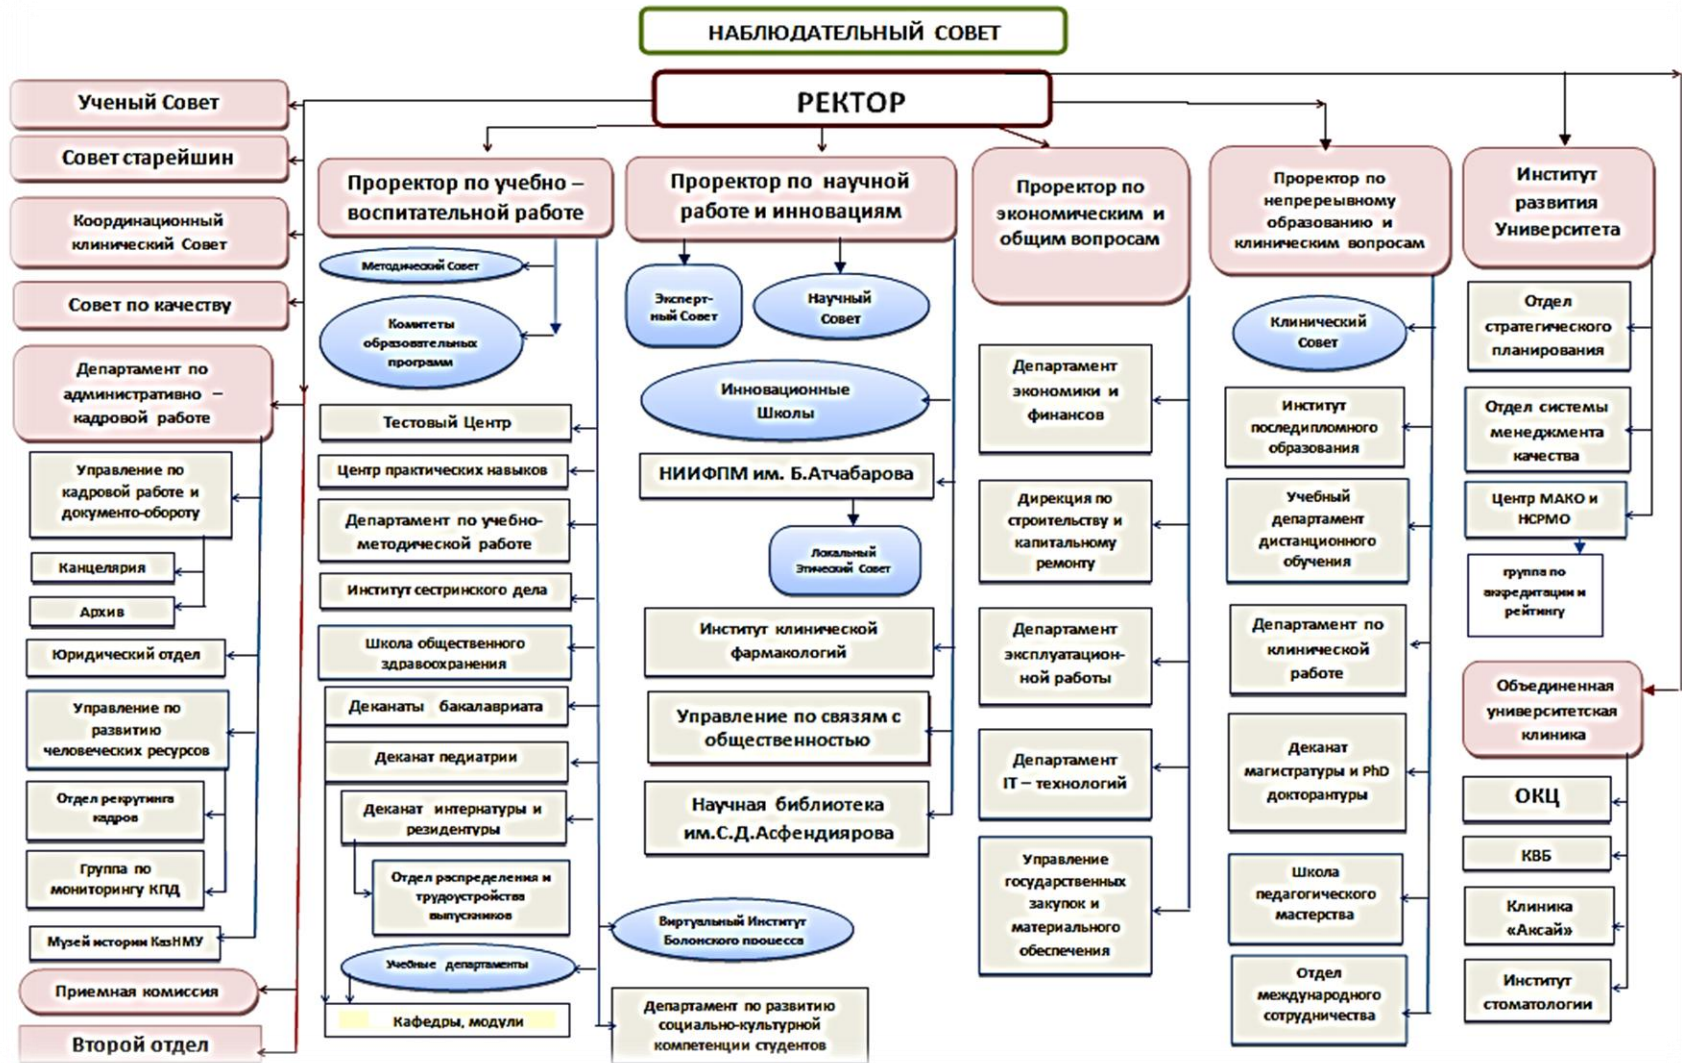 НАБЛЮДАТЕЛЬНЫЙ СОВЕТ
РЕКТОР
Ученый Совет
Совет старейшин
Координационный
клинический Совет
Совет по качеству
Департамент по
административно –
кадровой работе
Управление по
кадровой работе и
документо-обороту
Канцелярия
Архив
Юридический отдел
Управление по
развитию
человеческих ресурсов
Отдел рекрутинга
кадров
Группа по
мониторингу КПД
Музей истории КазНМУ
Приемная комиссия
Второй отдел
Проректор по учебно –
воспитательной работе
Методический Совет
Комитеты
образовательных
программ
Тестовый Центр
Центр практических навыков
Департамент по учебно-
методической работе
Институт сестринского дела
Школа общественного
здравоохранения
Деканаты бакалавриата
Деканат педиатрии
Деканат интернатуры и
резидентуры
Отдел распределения и
трудоустройства
выпускников
Учебные департаменты
Кафедры, модули
Проректор по научной
работе и инновациям
Эксперт-
ный Совет
Научный
Совет
Инновационные
Школы
НИИФПМ им. Б.Атчабарова
Локальный
Этический Совет
Институт клинической
фармакологий
Управление по связям с
общественностью
Научная библиотека
им.С.Д.Асфендиярова
Виртуальный Институт
Болонского процесса
Департамент по развитию
социально-культурной
компетенции студентов
Проректор по
экономическим и
общим вопросам
Департамент
экономики и
финансов
Дирекция по
строительству и
капитальному
ремонту
Департамент
эксплуатацион-
ной работы
Департамент
IT – технологий
Управление
государственных
закупок и
материального
обеспечения
Проректор по
непререывному
образованию и
клиническим вопросам
Клинический
Совет
Институт
последипломного
образования
Учебный
департамент
дистанционного
обучения
Департамент по
клинической
работе
Деканат
магистратуры и PhD
докторантуры
Школа
педагогического
мастерства
Отдел
международного
сотрудничества
Институт
развития
Университета
Отдел
стратегического
планирования
Отдел системы
менеджмента
качества
Центр МАКО и
НСРМО
группа по
аккредитации и
рейтингу
Объединенная
университетская
клиника
ОКЦ
КВБ
Клиника
«Аксай»
Институт
стоматологии